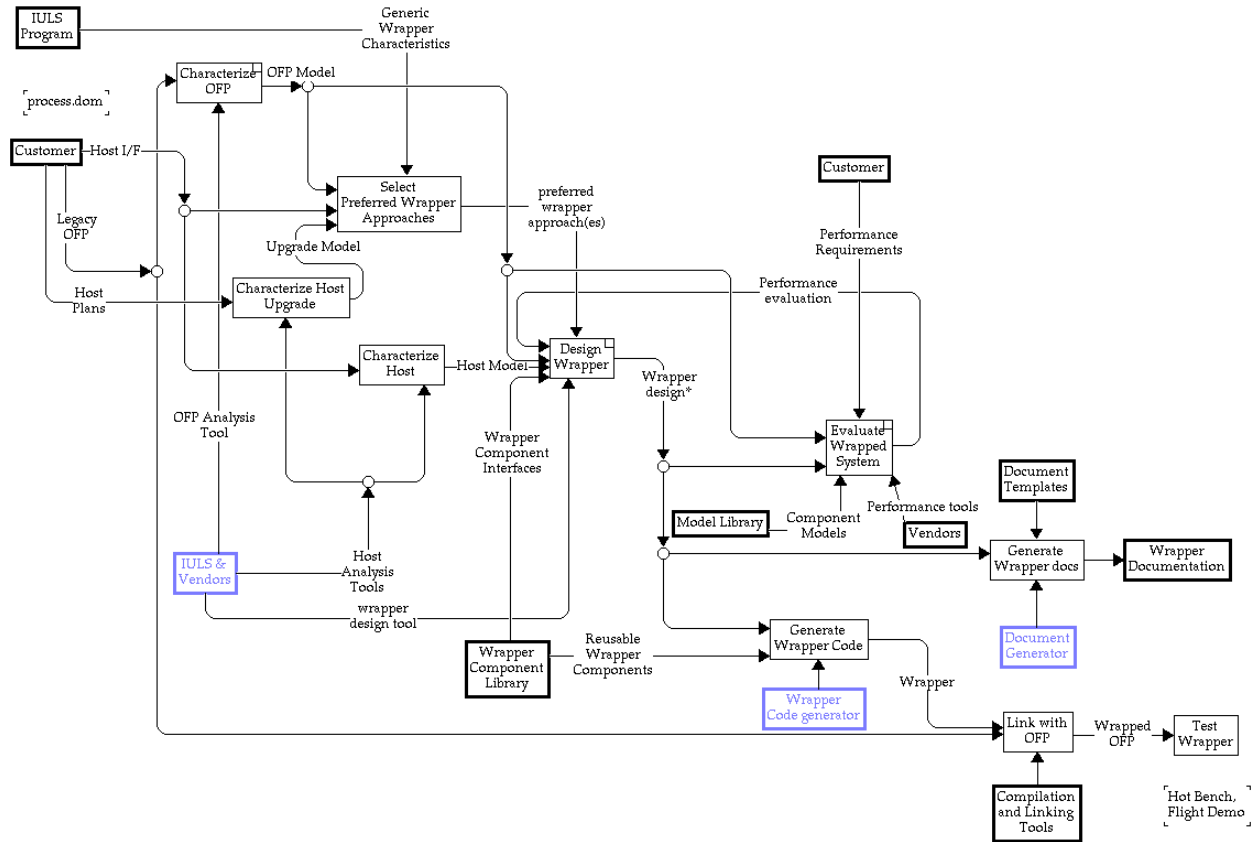 IULS
Program
Generic
Wrapper
Characteristics
Characterize
OFP
OFP Model
process.dom
Customer
Host I/F
Select
Preferred Wrapper
Approaches
preferred
wrapper
approach(es)
Customer
Legacy
OFP
Upgrade Model
Performance
Requirements
Host
Plans
Characterize Host
Upgrade
Performance
evaluation
Characterize
Host
Host Model
Design
Wrapper
Wrapper
design*
OFP Analysis
Tool
Wrapper
Component
Interfaces
Evaluate
Wrapped
System
Document
Templates
Model Library
Component
Models
Performance tools
Vendors
IULS &
Vendors
Host
Analysis
Tools
Generate
Wrapper docs
Wrapper
Documentation
wrapper
design tool
Wrapper
Component
Library
Reusable
Wrapper
Components
Generate
Wrapper Code
Document
Generator
Wrapper
Code generator
Wrapper
Link with
OFP
Wrapped
OFP
Test
Wrapper
Compilation
and Linking
Tools
Hot Bench,
Flight Demo